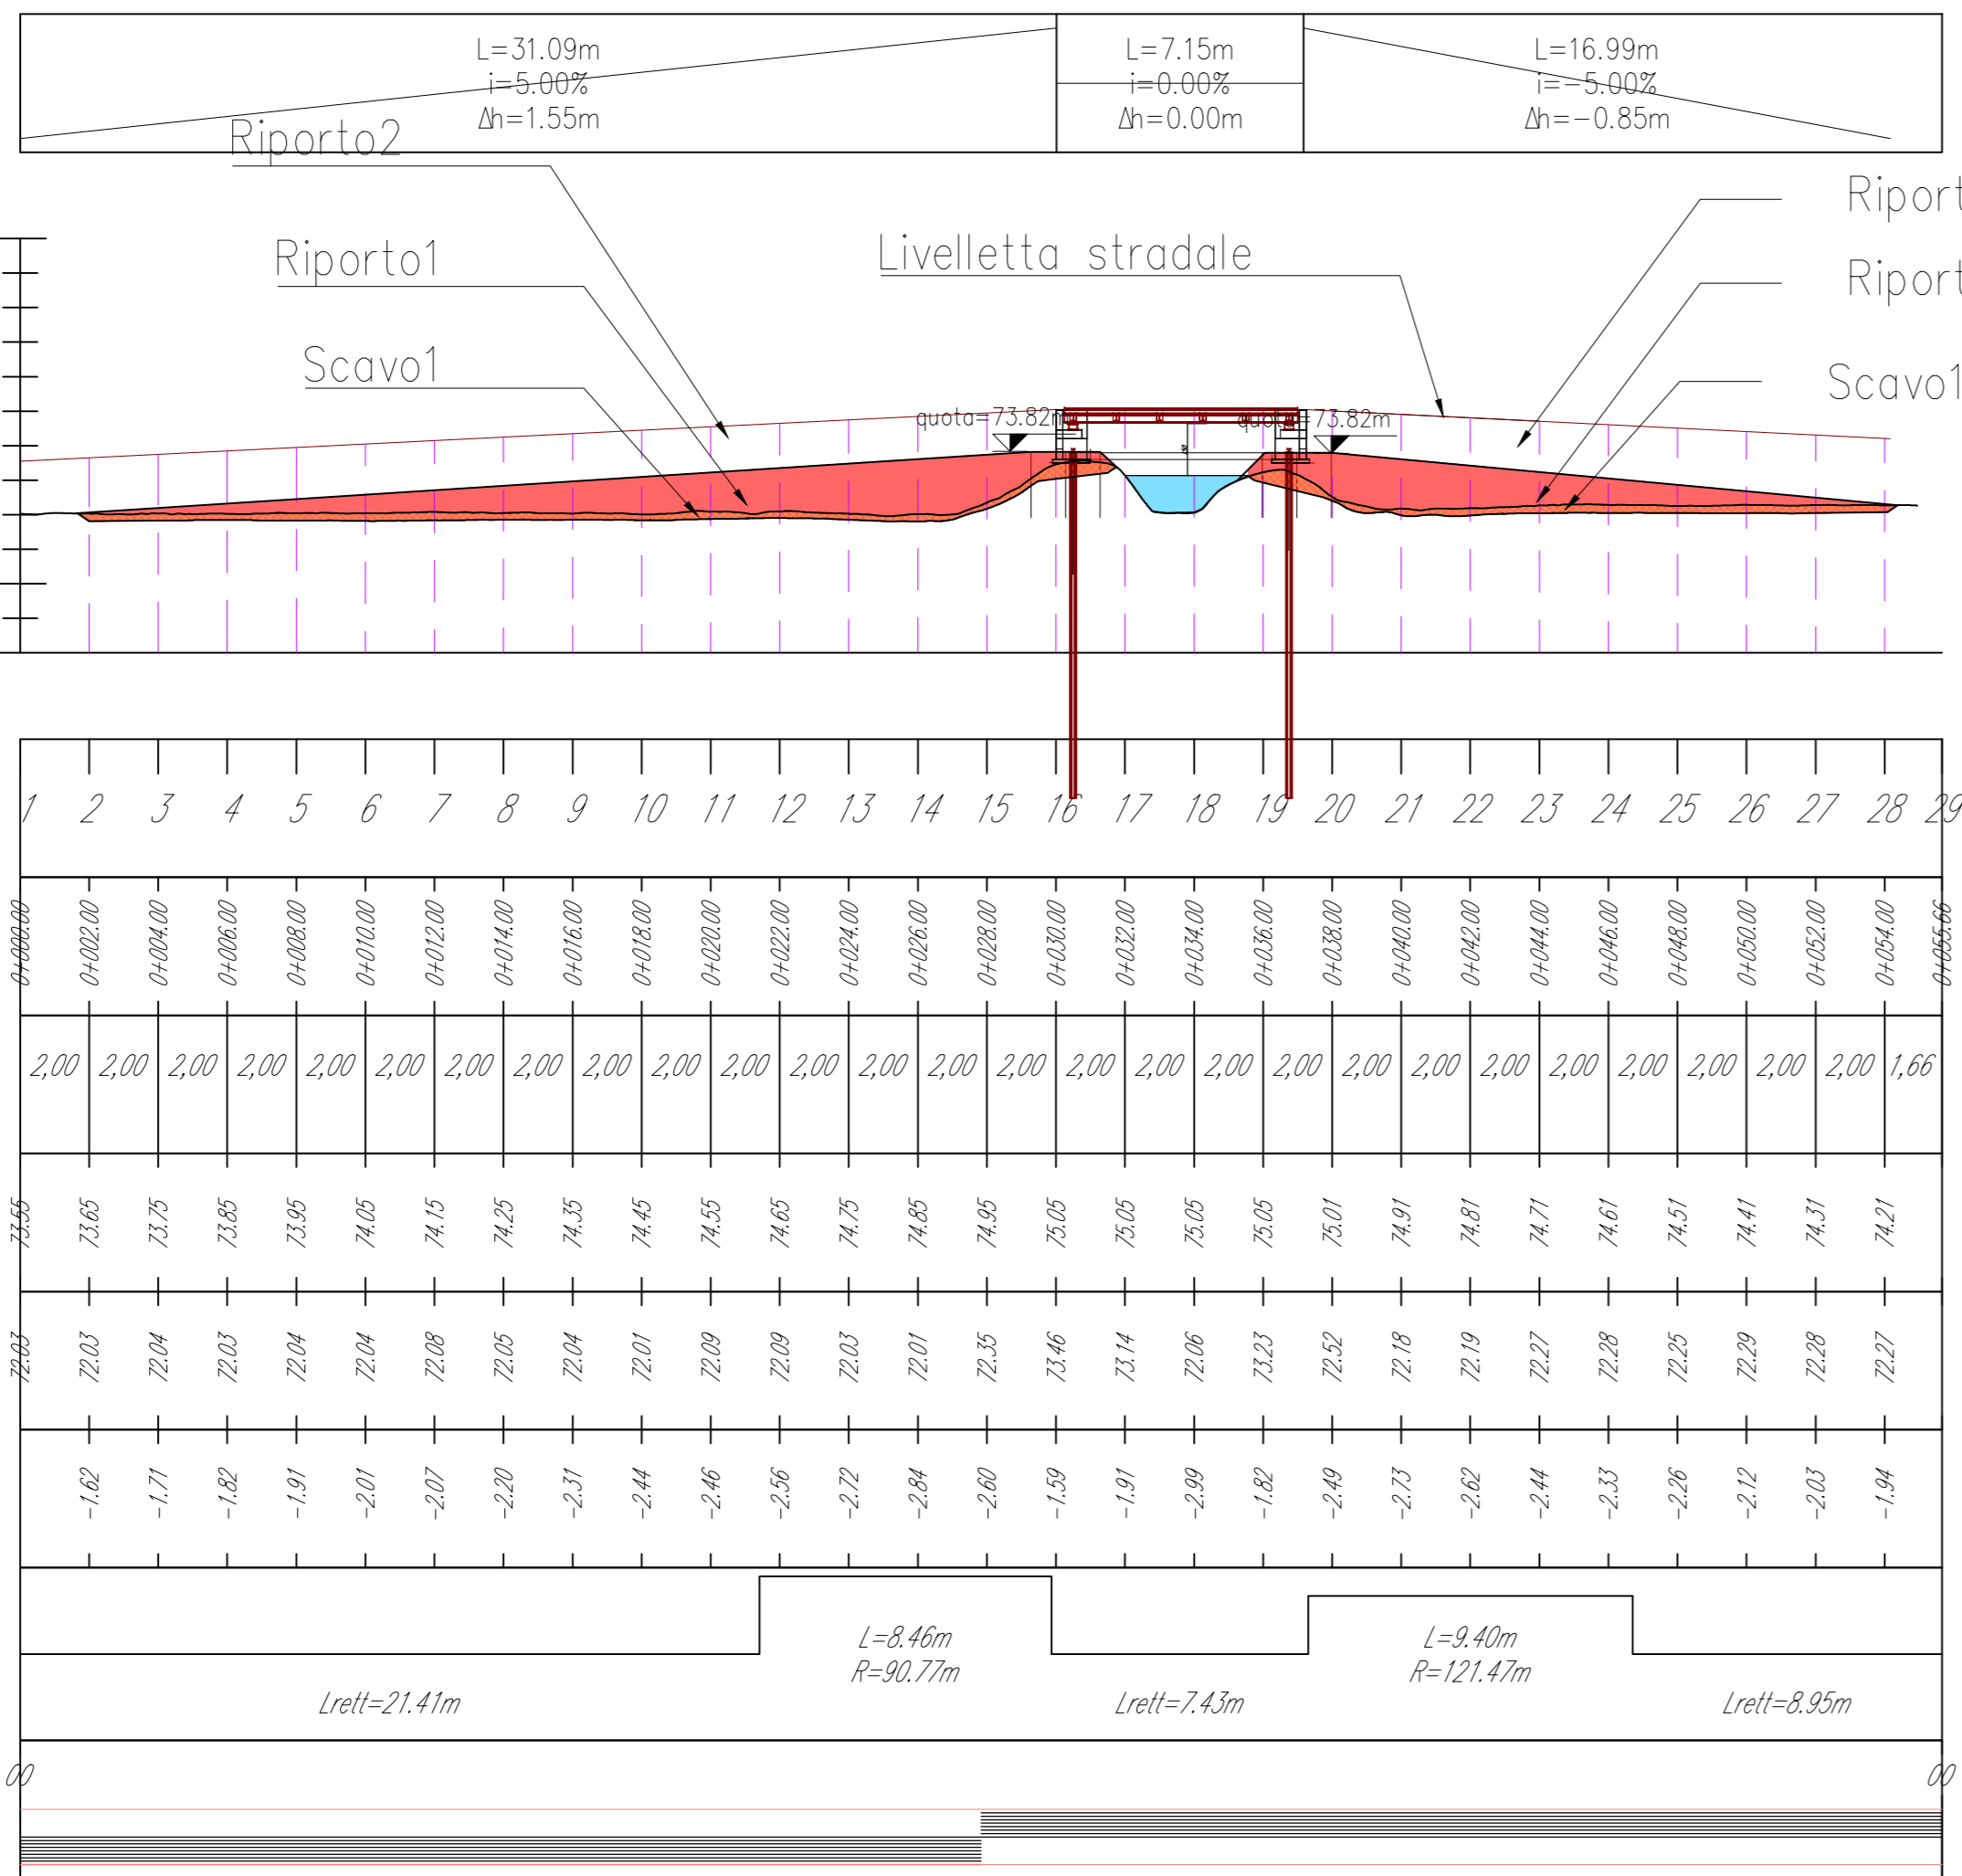 L=31.09m
i=5.00%
Δh=1.55m
L=7.15m
i=0.00%
Δh=0.00m
L=16.99m
i=-5.00%
Δh=-0.85m
Riporto2
Riporto1
Scavo1
Livelletta stradale
Riport
Riport
Scavo1
quota=73.82m
quota=73.82m
1 2 3 4 5 6 7 8 9 10 11 12 13 14 15 16 17 18 19 20 21 22 23 24 25 26 27 28 29
0+000.00 0+002.00 0+004.00 0+006.00 0+008.00 0+010.00 0+012.00 0+014.00 0+016.00 0+018.00 0+020.00 0+022.00 0+024.00 0+026.00 0+028.00 0+030.00 0+032.00 0+034.00 0+036.00 0+038.00 0+040.00 0+042.00 0+044.00 0+046.00 0+048.00 0+050.00 0+052.00 0+054.00 0+055.66
2,00 2,00 2,00 2,00 2,00 2,00 2,00 2,00 2,00 2,00 2,00 2,00 2,00 2,00 2,00 2,00 2,00 2,00 2,00 2,00 2,00 2,00 2,00 2,00 2,00 2,00 2,00 1,66
73.55 73.65 73.75 73.85 73.95 74.05 74.15 74.25 74.35 74.45 74.55 74.65 74.75 74.85 74.95 75.05 75.05 75.05 75.05 75.01 74.91 74.81 74.71 74.61 74.51 74.41 74.31 74.21
72.03 72.03 72.04 72.03 72.04 72.04 72.08 72.05 72.04 72.01 72.09 72.09 72.03 72.01 72.35 73.46 73.14 72.06 73.23 72.52 72.18 72.19 72.27 72.28 72.25 72.29 72.28 72.27
-1.62 -1.71 -1.82 -1.91 -2.01 -2.07 -2.20 -2.31 -2.44 -2.46 -2.56 -2.72 -2.84 -2.60 -1.59 -1.91 -2.99 -1.82 -2.49 -2.73 -2.62 -2.44 -2.33 -2.26 -2.12 -2.03 -1.94
L=8.46m
R=90.77m
L=9.40m
R=121.47m
Lrett=21.41m
Lrett=7.43m
Lrett=8.95m
00 00